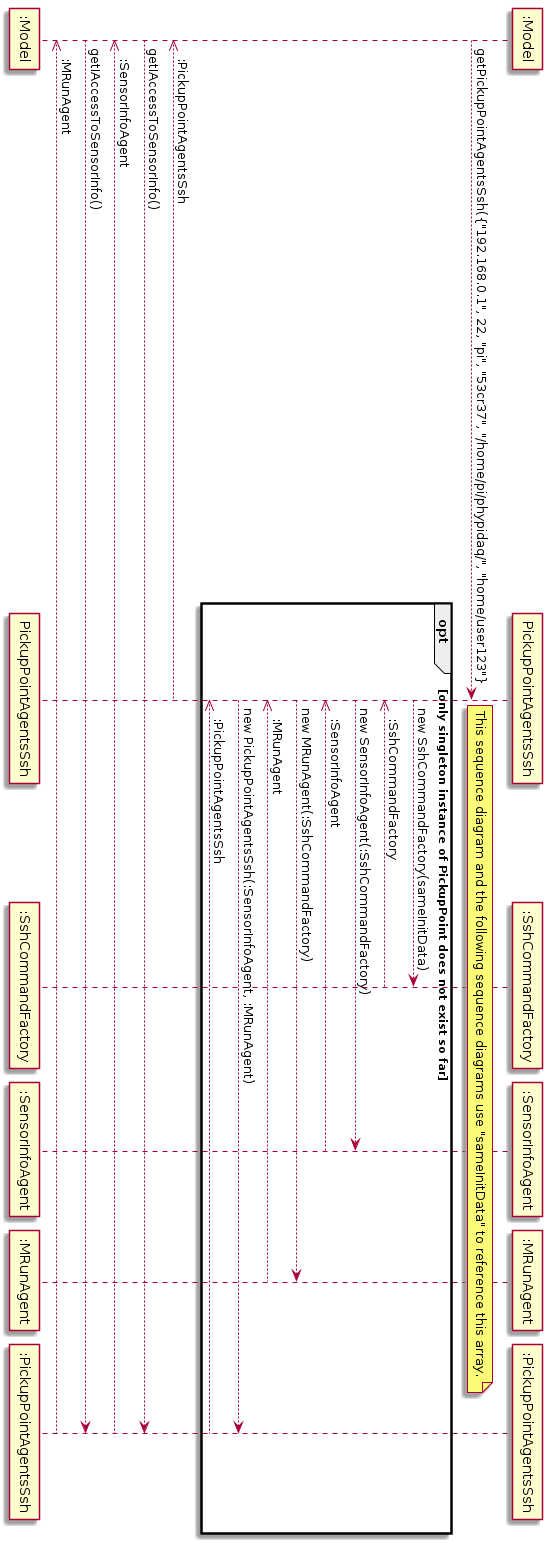 :Model
PickupPointAgentsSsh
:SshCommandFactory
:SensorInfoAgent
:MRunAgent
:PickupPointAgentsSsh
getPickupPointAgentsSsh({"192.168.0.1", 22, "pi", "53cr37", "/home/pi/phypidaq/", "home/user123"}
This sequence diagram and the following sequence diagrams use "sameInitData" to reference this array.
opt
[only singleton instance of PickupPoint does not exist so far]
new SshCommandFactory(sameInitData)
:SshCommandFactory
new SensorInfoAgent(:SshCommandFactory)
:SensorInfoAgent
new MRunAgent(:SshCommandFactory)
:MRunAgent
new PickupPointAgentsSsh(:SensorInfoAgent, :MRunAgent)
:PickupPointAgentsSsh
:PickupPointAgentsSsh
getIAccessToSensorInfo()
:SensorInfoAgent
getIAccessToSensorInfo()
:MRunAgent
:Model
PickupPointAgentsSsh
:SshCommandFactory
:SensorInfoAgent
:MRunAgent
:PickupPointAgentsSsh